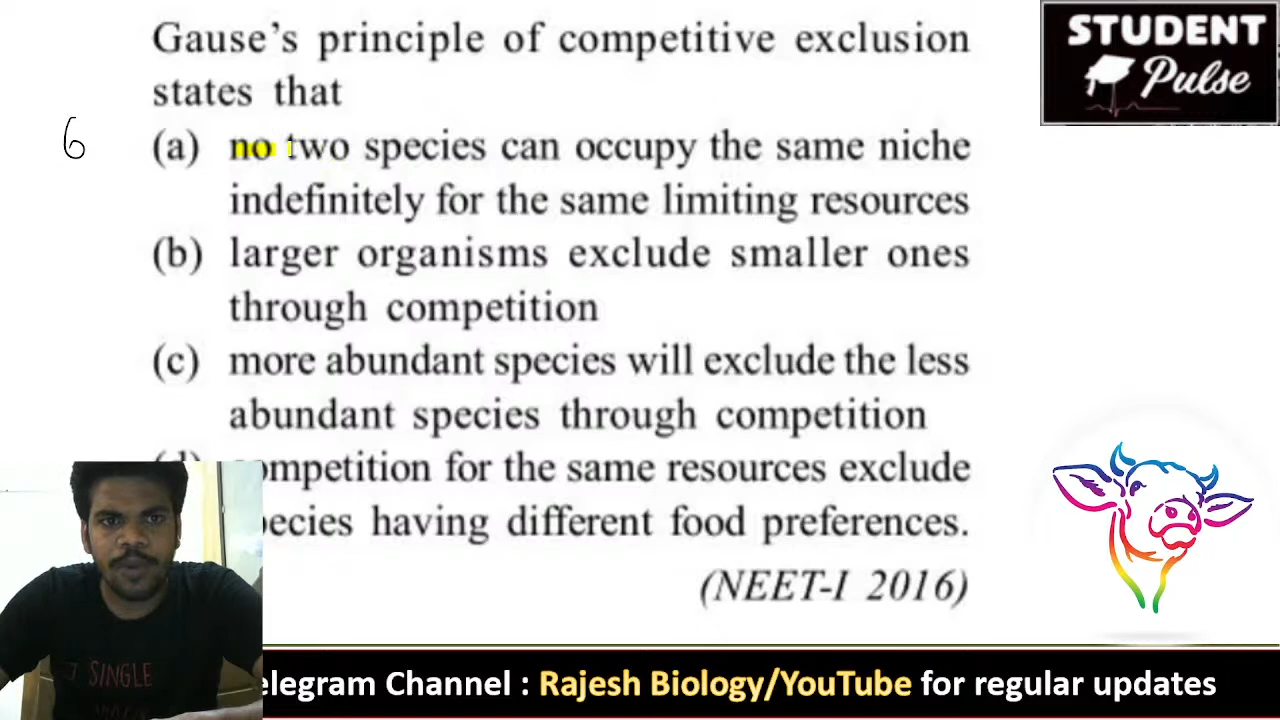 Gause's principle of competitive exclusion
states that
6
(a) no two species can occupy the same niche
indefinitely for the same limiting resources
(b) larger organisms exclude smaller ones
through competition
(c) more abundant species will exclude the less
abundant species through competition
competition for the same resources exclude
species having different food preferences.
(NEET-I 2016)
STUDENT
Pulse
SINGLE
elegram Channel : Rajesh Biology/YouTube for regular updates